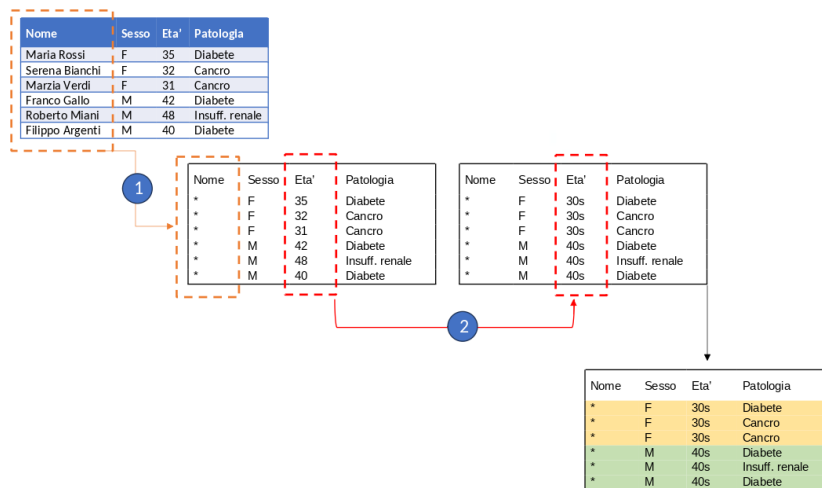 Nome Sesso Eta' Patologia
Maria Rossi F 35 Diabete
Serena Bianchi F 32 Cancro
Marzia Verdi F 31 Cancro
Franco Gallo M 42 Diabete
Roberto Miani M 48 Insuff. renale
Filippo Argenti M 40 Diabete
1
Nome Sesso Eta' Patologia
* F 35 Diabete
* F 32 Cancro
* F 31 Cancro
* M 42 Diabete
* M 48 Insuff. renale
* M 40 Diabete
Nome Sesso Eta' Patologia
* F 30s Diabete
* F 30s Cancro
* F 30s Cancro
* M 40s Diabete
* M 40s Insuff. renale
* M 40s Diabete
2
Nome Sesso Eta' Patologia
* F 30s Diabete
* F 30s Cancro
* F 30s Cancro
* M 40s Diabete
* M 40s Insuff. renale
* M 40s Diabete